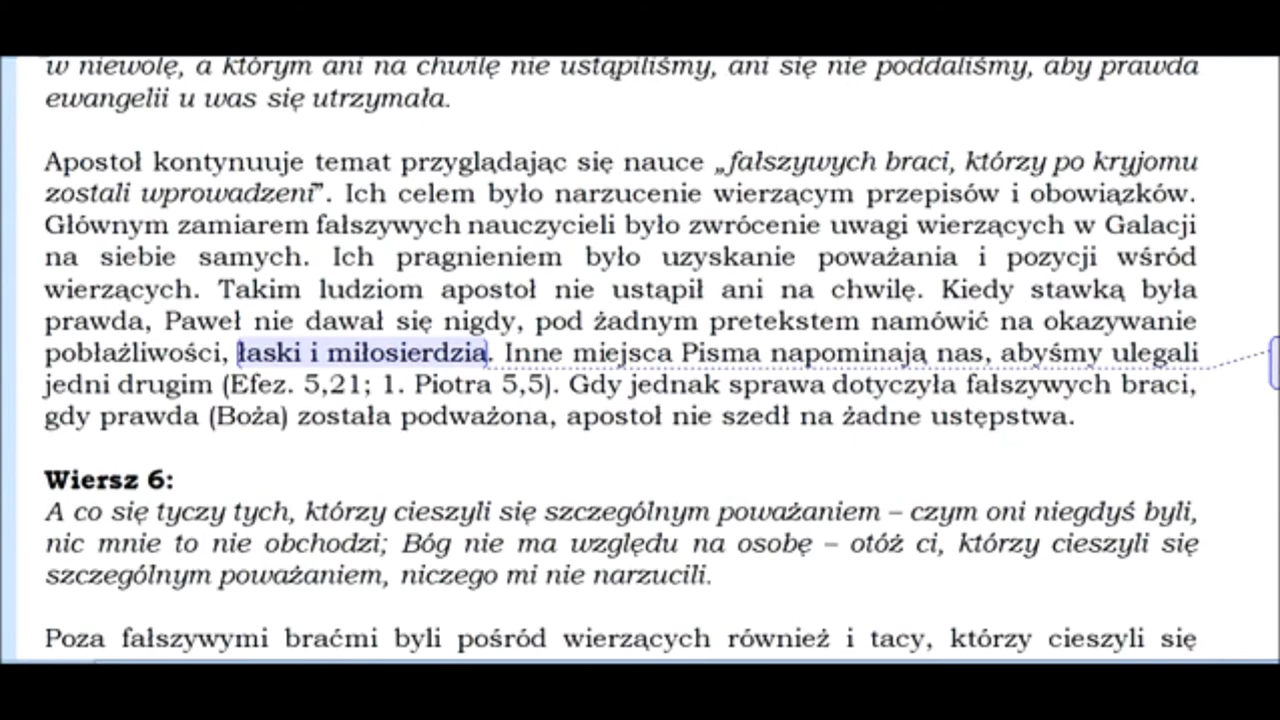 w niewolę, a którym ani na chwilę nie ustąpiliśmy, ani się nie poddaliśmy, aby prawda
ewangelii u was się utrzymała.
Apostoł kontynuuje temat przyglądając się nauce „fałszywych braci, którzy po kryjomu
zostali wprowadzeni”. Ich celem było narzucenie wierzącym przepisów i obowiązków.
Głównym zamiarem fałszywych nauczycieli było zwrócenie uwagi wierzących w Galacji
na siebie samych. Ich pragnieniem było uzyskanie poważania i pozycji wśród
wierzących. Takim ludziom apostoł nie ustąpił ani na chwilę. Kiedy stawką była
prawda, Paweł nie dawał się nigdy, pod żadnym pretekstem namówić na okazywanie
pobłażliwości, łaski i miłosierdzia. Inne miejsca Pisma napominają nas, abyśmy ulegali
jedni drugim (Efez. 5,21; 1. Piotra 5,5). Gdy jednak sprawa dotyczyła fałszywych braci,
gdy prawda (Boża) została podważona, apostoł nie szedł na żadne ustępstwa.
Wiersz 6:
A co się tyczy tych, którzy cieszyli się szczególnym poważaniem – czym oni niegdyś byli,
nic mnie to nie obchodzi; Bóg nie ma względu na osobę – otóż ci, którzy cieszyli się
szczególnym poważaniem, niczego mi nie narzucili.
Poza fałszywymi braćmi byli pośród wierzących również i tacy, którzy cieszyli się